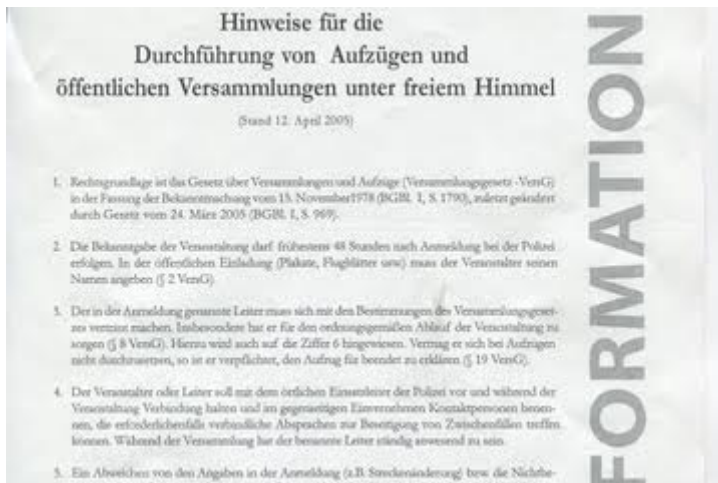 Hinweise für die
Durchführung von Aufzügen und
öffentlichen Versammlungen unter freiem Himmel
(Stand 12. April 2005)
1. Rechtsgrundlage ist das Gesetz über Versammlungen und Aufzüge (Versammlungsgesetz -VersG)
in der Fassung der Bekanntmachung vom 15. November1978 (BGBl. I, S. 1790), zuletzt geändert
durch Gesetz vom 24. März 2005 (BGBl. I, S. 969).
2. Die Bekanntgabe der Veranstaltung darf frühestens 48 Stunden nach Anmeldung bei der Polizei
erfolgen. In der öffentlichen Einladung (Plakate, Flugblätter usw) muss der Veranstalter seinen
Namen angeben (§ 2 VersG).
3. Der in der Anmeldung genannte Leiter muss sich mit den Bestimmungen des Versammlungsgeset-
zes vertraut machen. Insbesondere hat er für den ordnungsgemäßen Ablauf der Veranstaltung zu
sorgen (§ 8 VersG). Hierzu wird auch auf die Ziffer 6 hingewiesen. Vermag er sich bei Aufzügen
nicht durchzusetzen, so ist er verpflichtet, den Aufzug für beendet zu erklären (§ 19 VersG).
4. Der Veranstalter oder Leiter soll mit dem örtlichen Einsatzleiter der Polizei vor und während der
Veranstaltung Verbindung halten und im gegenseitigen Einvernehmen Kontaktpersonen benen-
nen, die erforderlichenfalls verbindliche Absprachen zur Beseitigung von Zwischenfällen treffen
können. Während der Versammlung hat der benannte Leiter ständig anwesend zu sein.
5. Ein Abweichen von den Angaben in der Anmeldung (z.B. Streckenänderung) bzw. die Nichtbe-
FORMATION